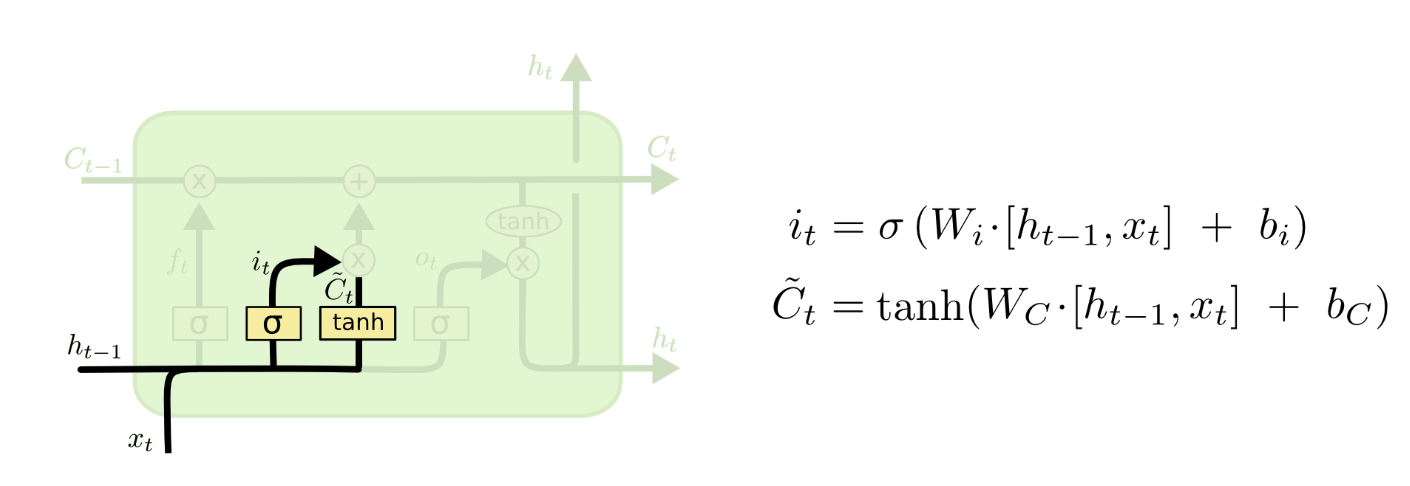 h_t
C_{t-1}
C_t
x
+
tanh
f_t
i_t
x
o_t
x
C̃_t
σ
σ
tanh
σ
h_{t-1}
h_t
x_t
i_t = σ (W_i·[h_{t-1}, x_t] + b_i)
C̃_t = tanh(W_C·[h_{t-1}, x_t] + b_C)